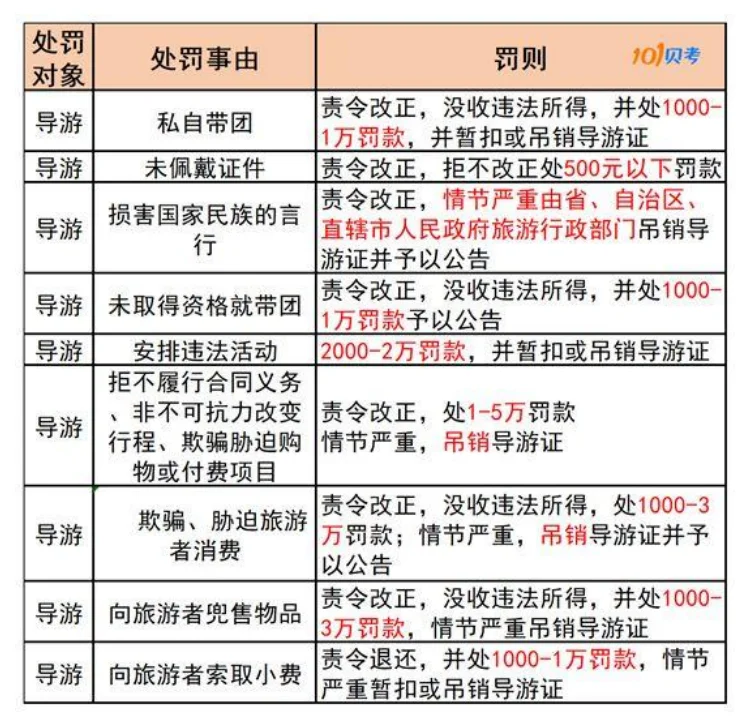 处罚对象 处罚事由 罚则 101贝考
导游 私自带团 责令改正，没收违法所得，并处1000-
1万罚款，并暂扣或吊销导游证
导游 未佩戴证件 责令改正，拒不改正处500元以下罚款
导游 损害国家民族的言行 责令改正，情节严重由省、自治区、
直辖市人民政府旅游行政部门吊销导
游证并予以公告
导游 未取得资格就带团 责令改正，没收违法所得，并处1000-
1万罚款予以公告
导游 安排违法活动 2000-2万罚款，并暂扣或吊销导游证
导游 拒不履行合同义务
、非不可抗力改变
行程、欺骗胁迫购
物或付费项目
责令改正，处1-5万罚款
情节严重，吊销导游证
导游 欺骗、胁迫旅游
者消费
责令改正，没收违法所得，处1000-3
万罚款；情节严重，吊销导游证并予
以公告
导游 向旅游者兜售物品 责令改正，没收违法所得，并处1000-
3万罚款，情节严重吊销导游证
导游 向旅游者索取小费 责令退还，并处1000-1万罚款，情节
严重暂扣或吊销导游证